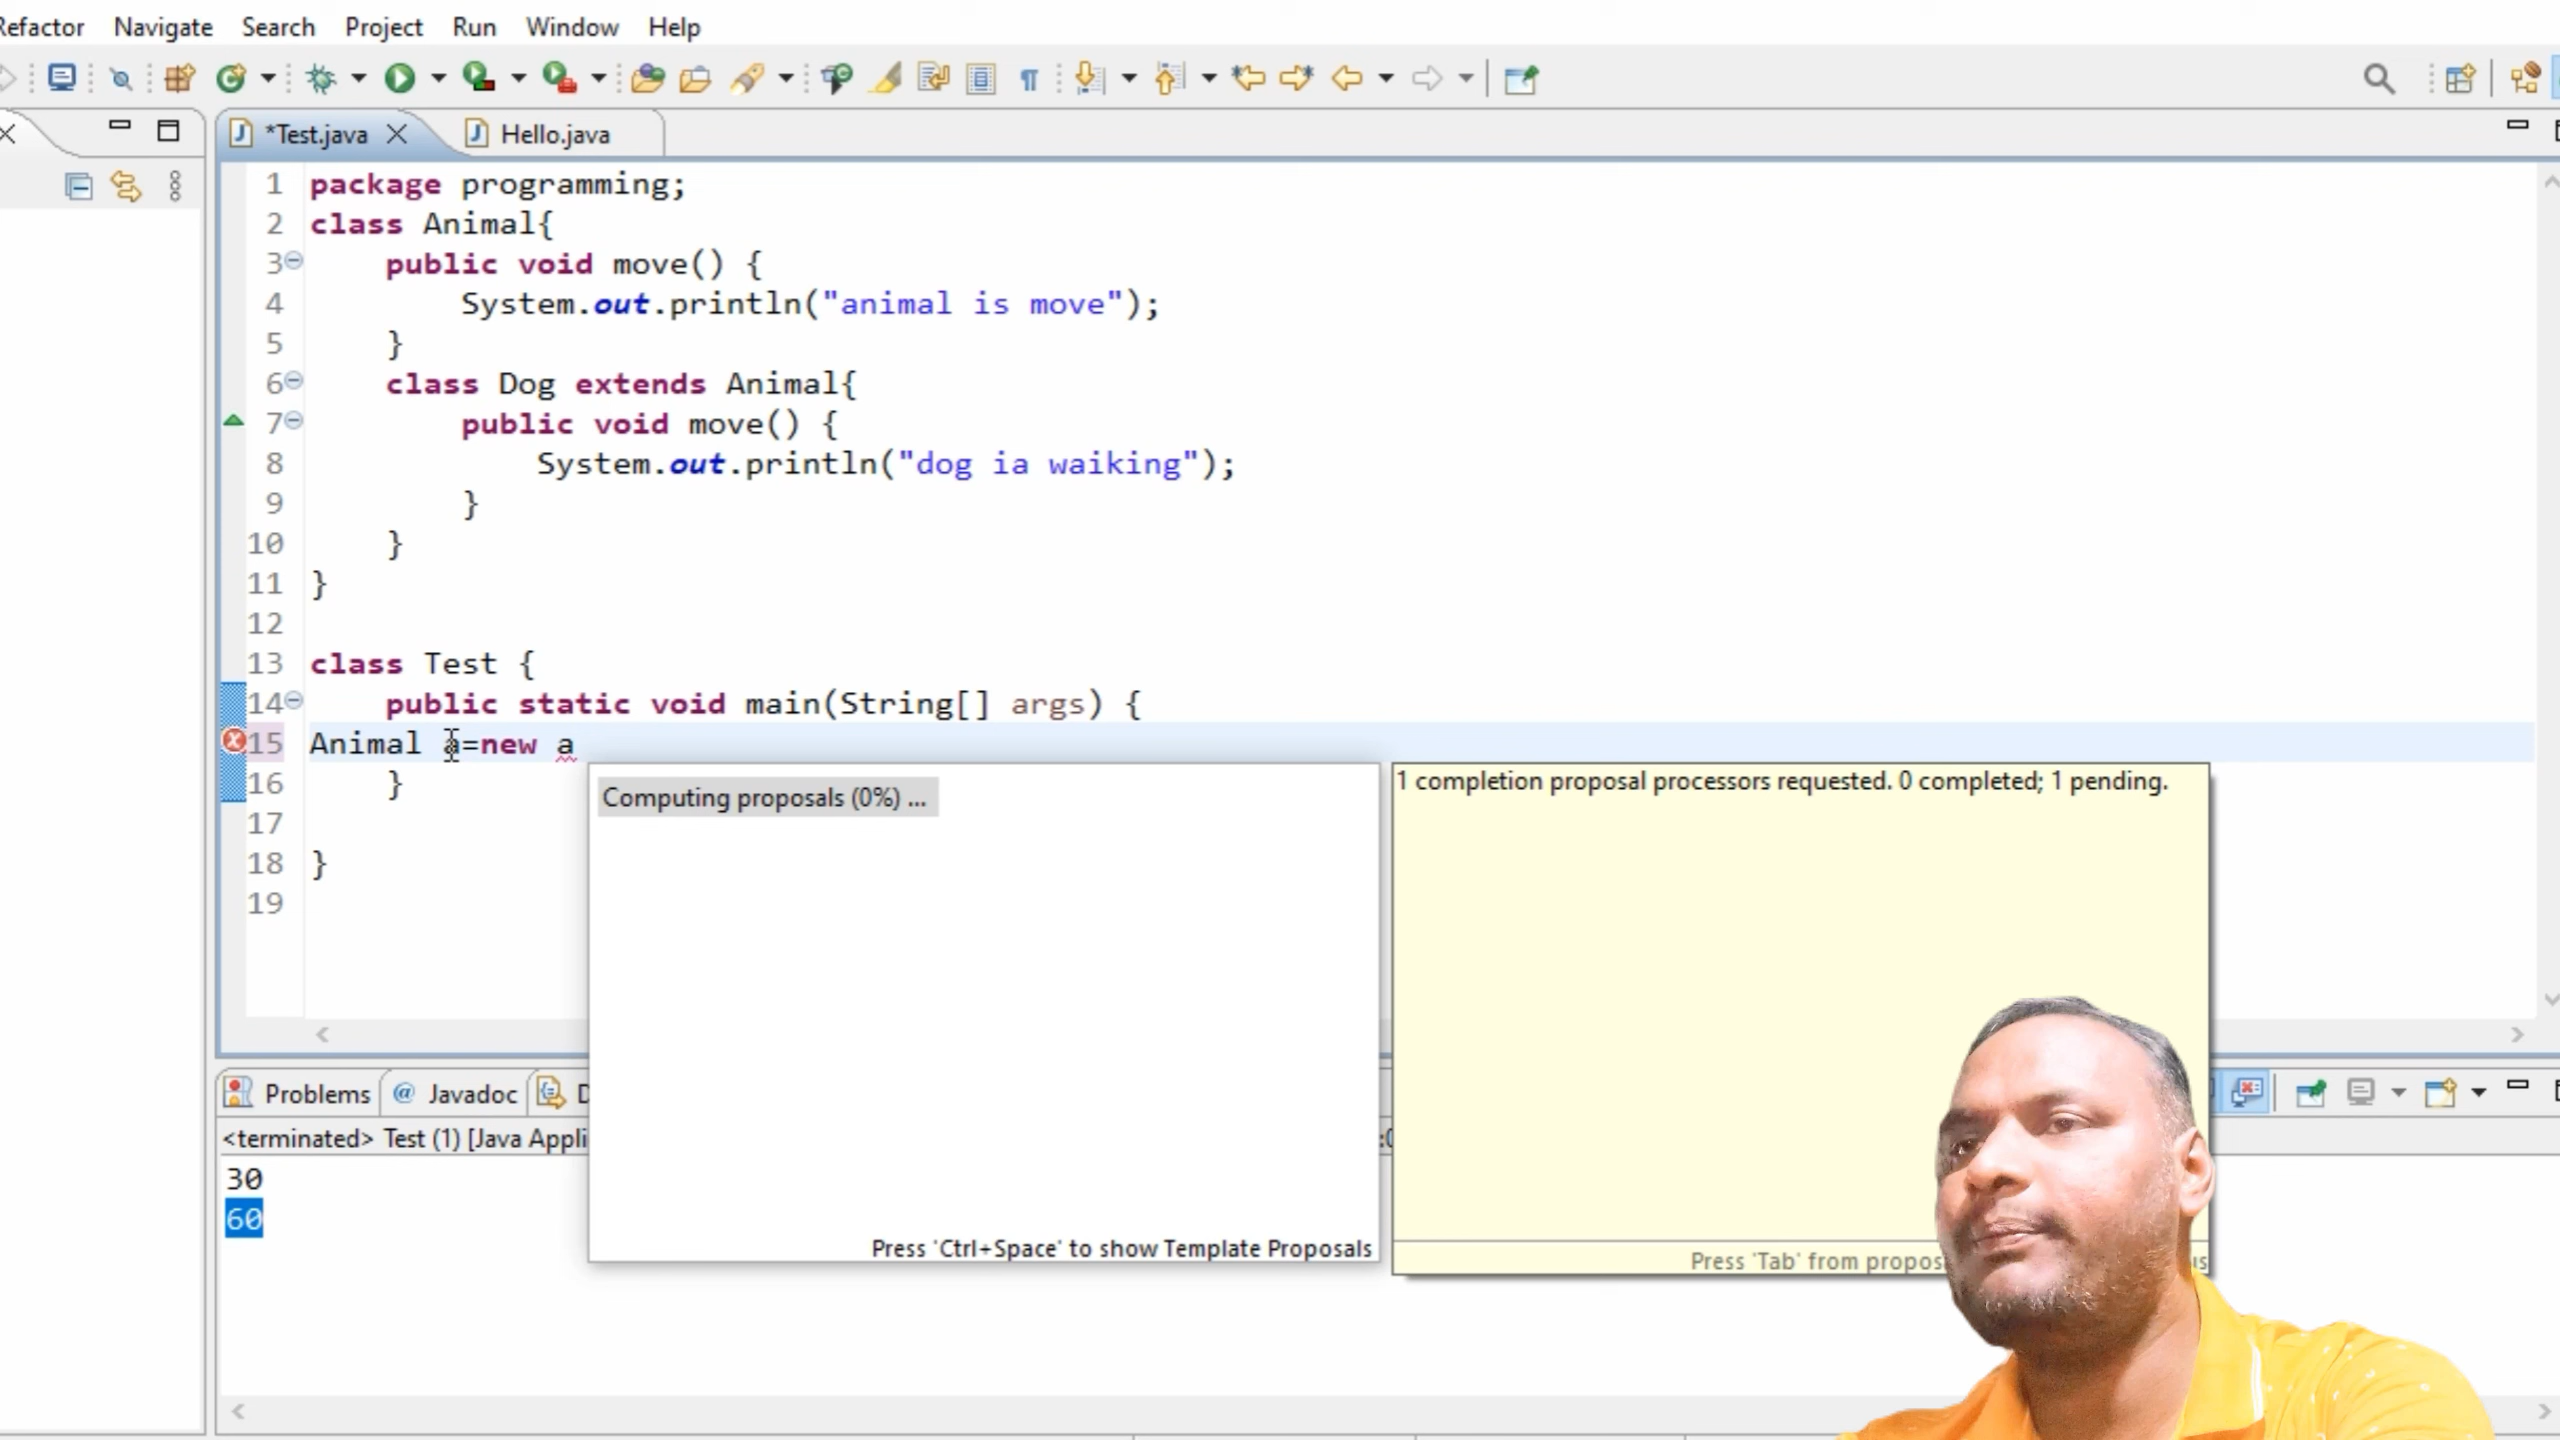 Refactor Navigate Search Project Run Window Help
*Test.java Hello.java
1 package programming;
2 class Animal{
3 public void move() {
4 System.out.println("animal is move");
5 }
6 class Dog extends Animal{
7 public void move() {
8 System.out.println("dog ia waiking");
9 }
10 }
11 }
12
13 class Test {
14 public static void main(String[] args) {
15 Animal a=new a
16 }
17
18 }
19
Computing proposals (0%) ...
Press 'Ctrl+Space' to show Template Proposals
1 completion proposal processors requested. 0 completed; 1 pending.
Press 'Tab' from
Problems @ Javadoc
<terminated> Test (1) [Java
30
60